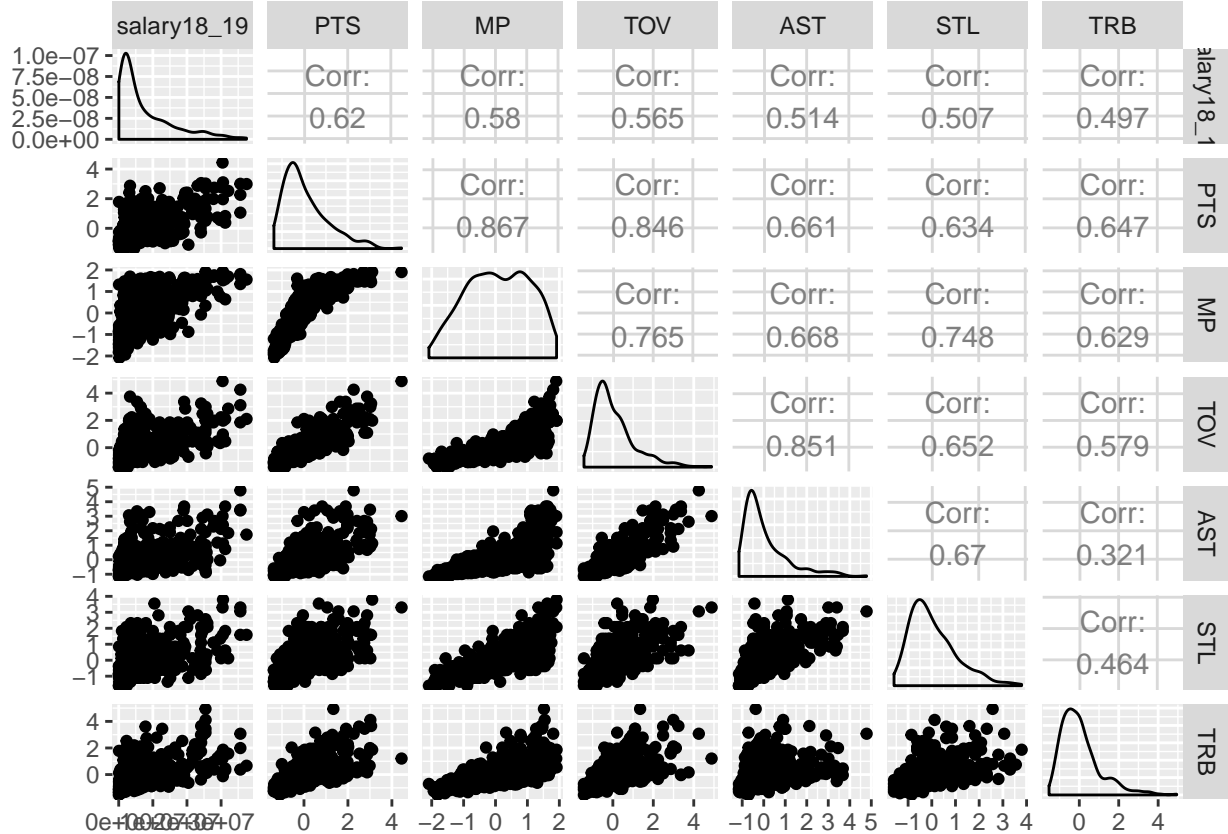 salary18_19 PTS MP TOV AST STL TRB
1.0e−07
7.5e−08
5.0e−08
2.5e−08
0.0e+00
Corr: Corr: Corr: Corr: Corr: Corr:
0.62 0.58 0.565 0.514 0.507 0.497
alary18_1
4
2
0
Corr: Corr: Corr: Corr: Corr:
0.867 0.846 0.661 0.634 0.647
PTS
2
1
0
−1
−2
Corr: Corr: Corr: Corr:
0.765 0.668 0.748 0.629
MP
4
2
0
Corr: Corr: Corr:
0.851 0.652 0.579
TOV
5
4
3
2
1
0
−1
Corr: Corr:
0.67 0.321
AST
4
3
2
1
0
−1
Corr:
0.464
STL
4
2
0
TRB
0 2 4 −2 −1 0 1 2 0 2 4 −1 0 1 2 3 4 5 −1 0 1 2 3 4 0 2 4